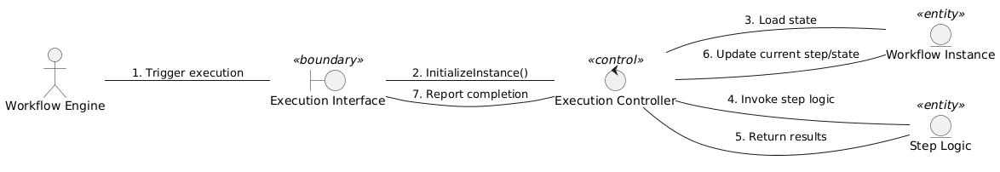 «entity»
3. Load state
Workflow Instance
6. Update current step/state
«boundary»
«control»
1. Trigger execution
2. InitializeInstance()
7. Report completion
Workflow Engine
Execution Interface
Execution Controller
4. Invoke step logic
«entity»
5. Return results
Step Logic